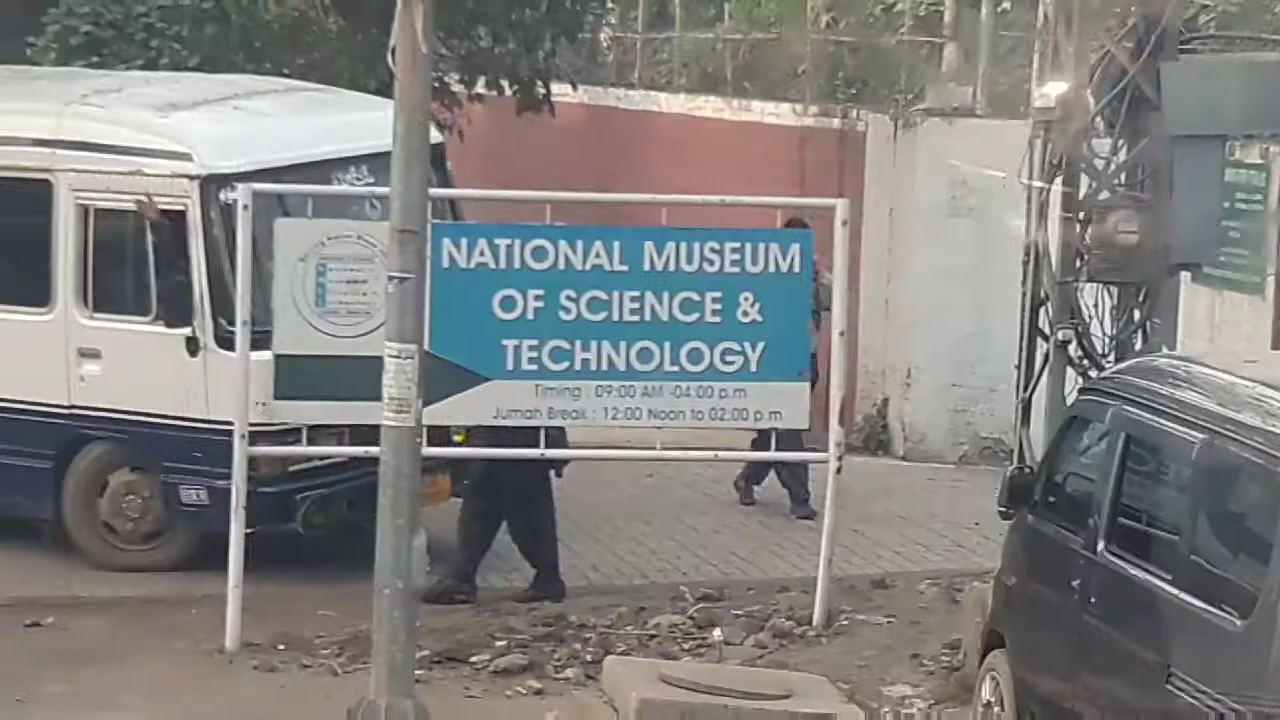 NATIONAL MUSEUM
OF SCIENCE &
TECHNOLOGY
Timing : 09:00 AM -04:00 p.m
Jumah Break : 12:00 Noon to 02:00 p.m